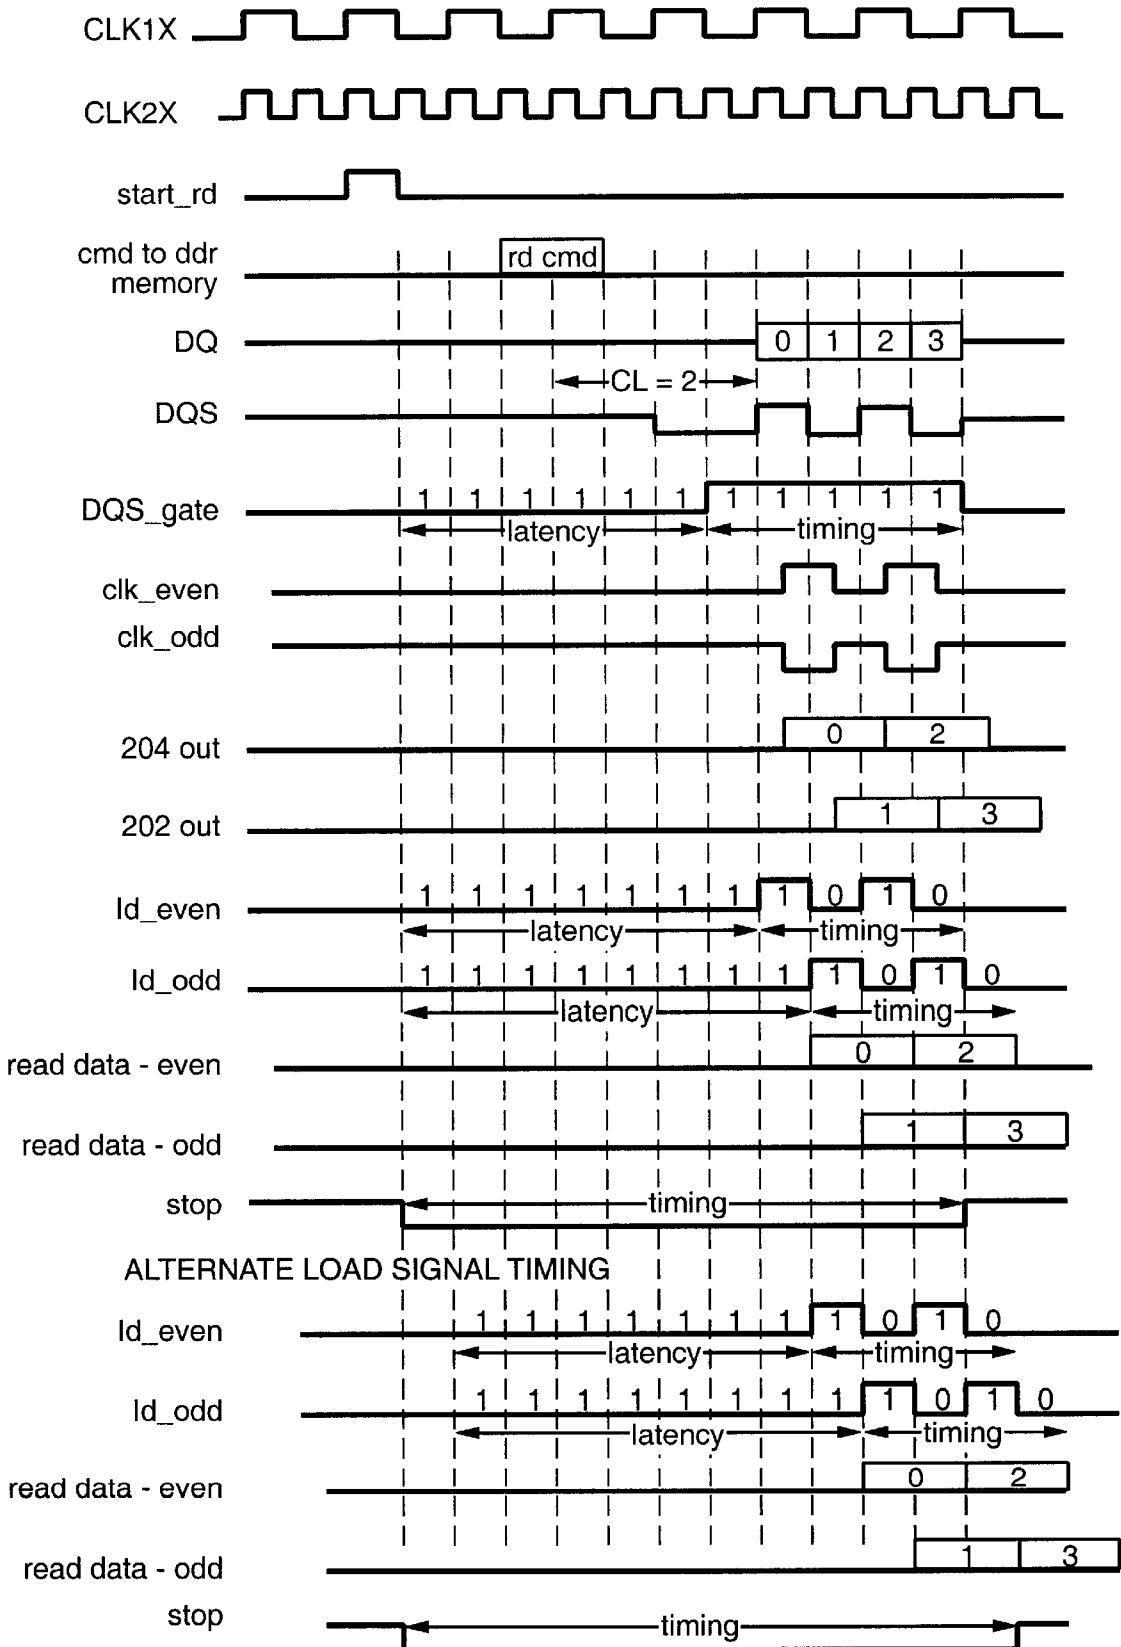 CLK1X
CLK2X
start_rd
cmd to ddr
memory
rd cmd
DQ
0 1 2 3
CL = 2
DQS
DQS_gate
1 1 1 1 1 1 1 1 1 1 1
latency timing
clk_even
clk_odd
204 out
0 2
202 out
1 3
ld_even
1 1 1 1 1 1 1 1 0 1 0
latency timing
ld_odd
1 1 1 1 1 1 1 1 1 0 1 0
latency timing
read data - even
0 2
read data - odd
1 3
stop
timing
ALTERNATE LOAD SIGNAL TIMING
ld_even
1 1 1 1 1 1 1 1 0 1 0
latency timing
ld_odd
1 1 1 1 1 1 1 1 1 0 1 0
latency timing
read data - even
0 2
read data - odd
1 3
stop
timing